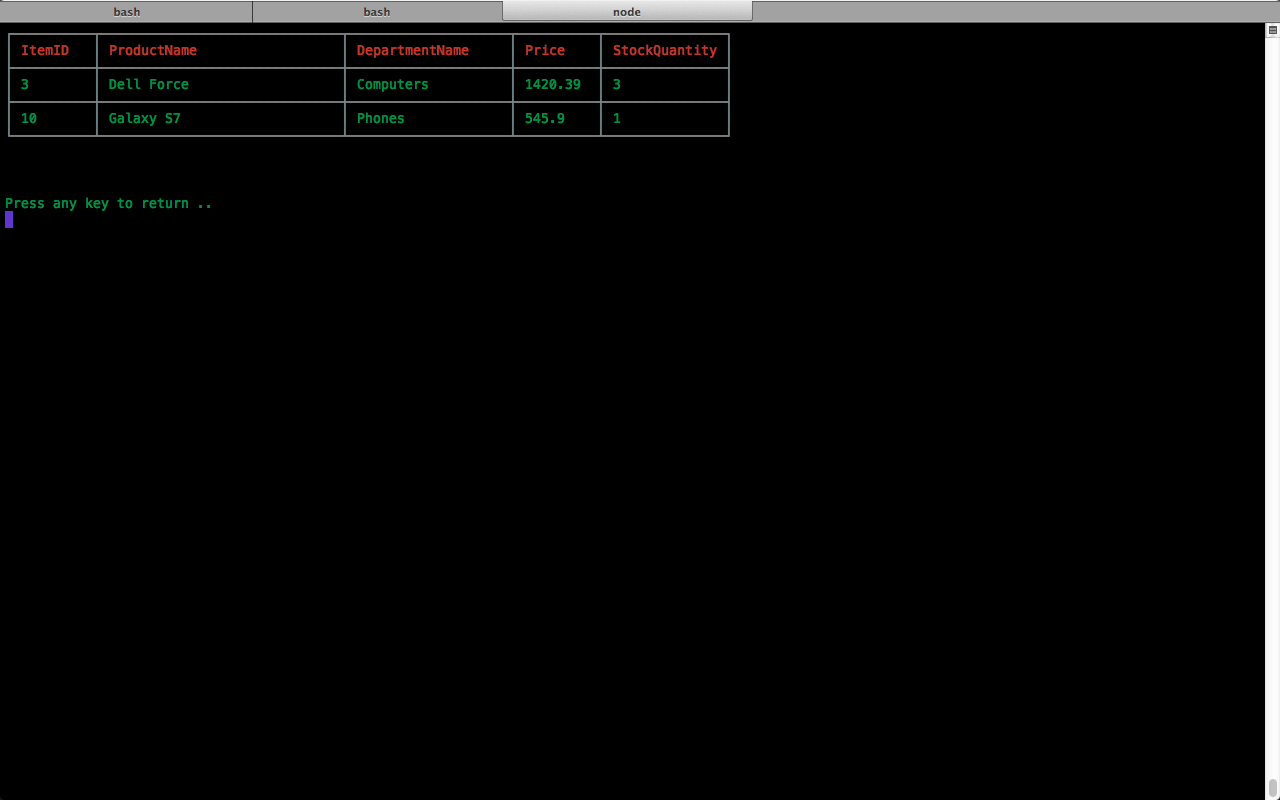 bash bash node
ItemID ProductName DepartmentName Price StockQuantity
3 Dell Force Computers 1420.39 3
10 Galaxy S7 Phones 545.9 1
Press any key to return ..